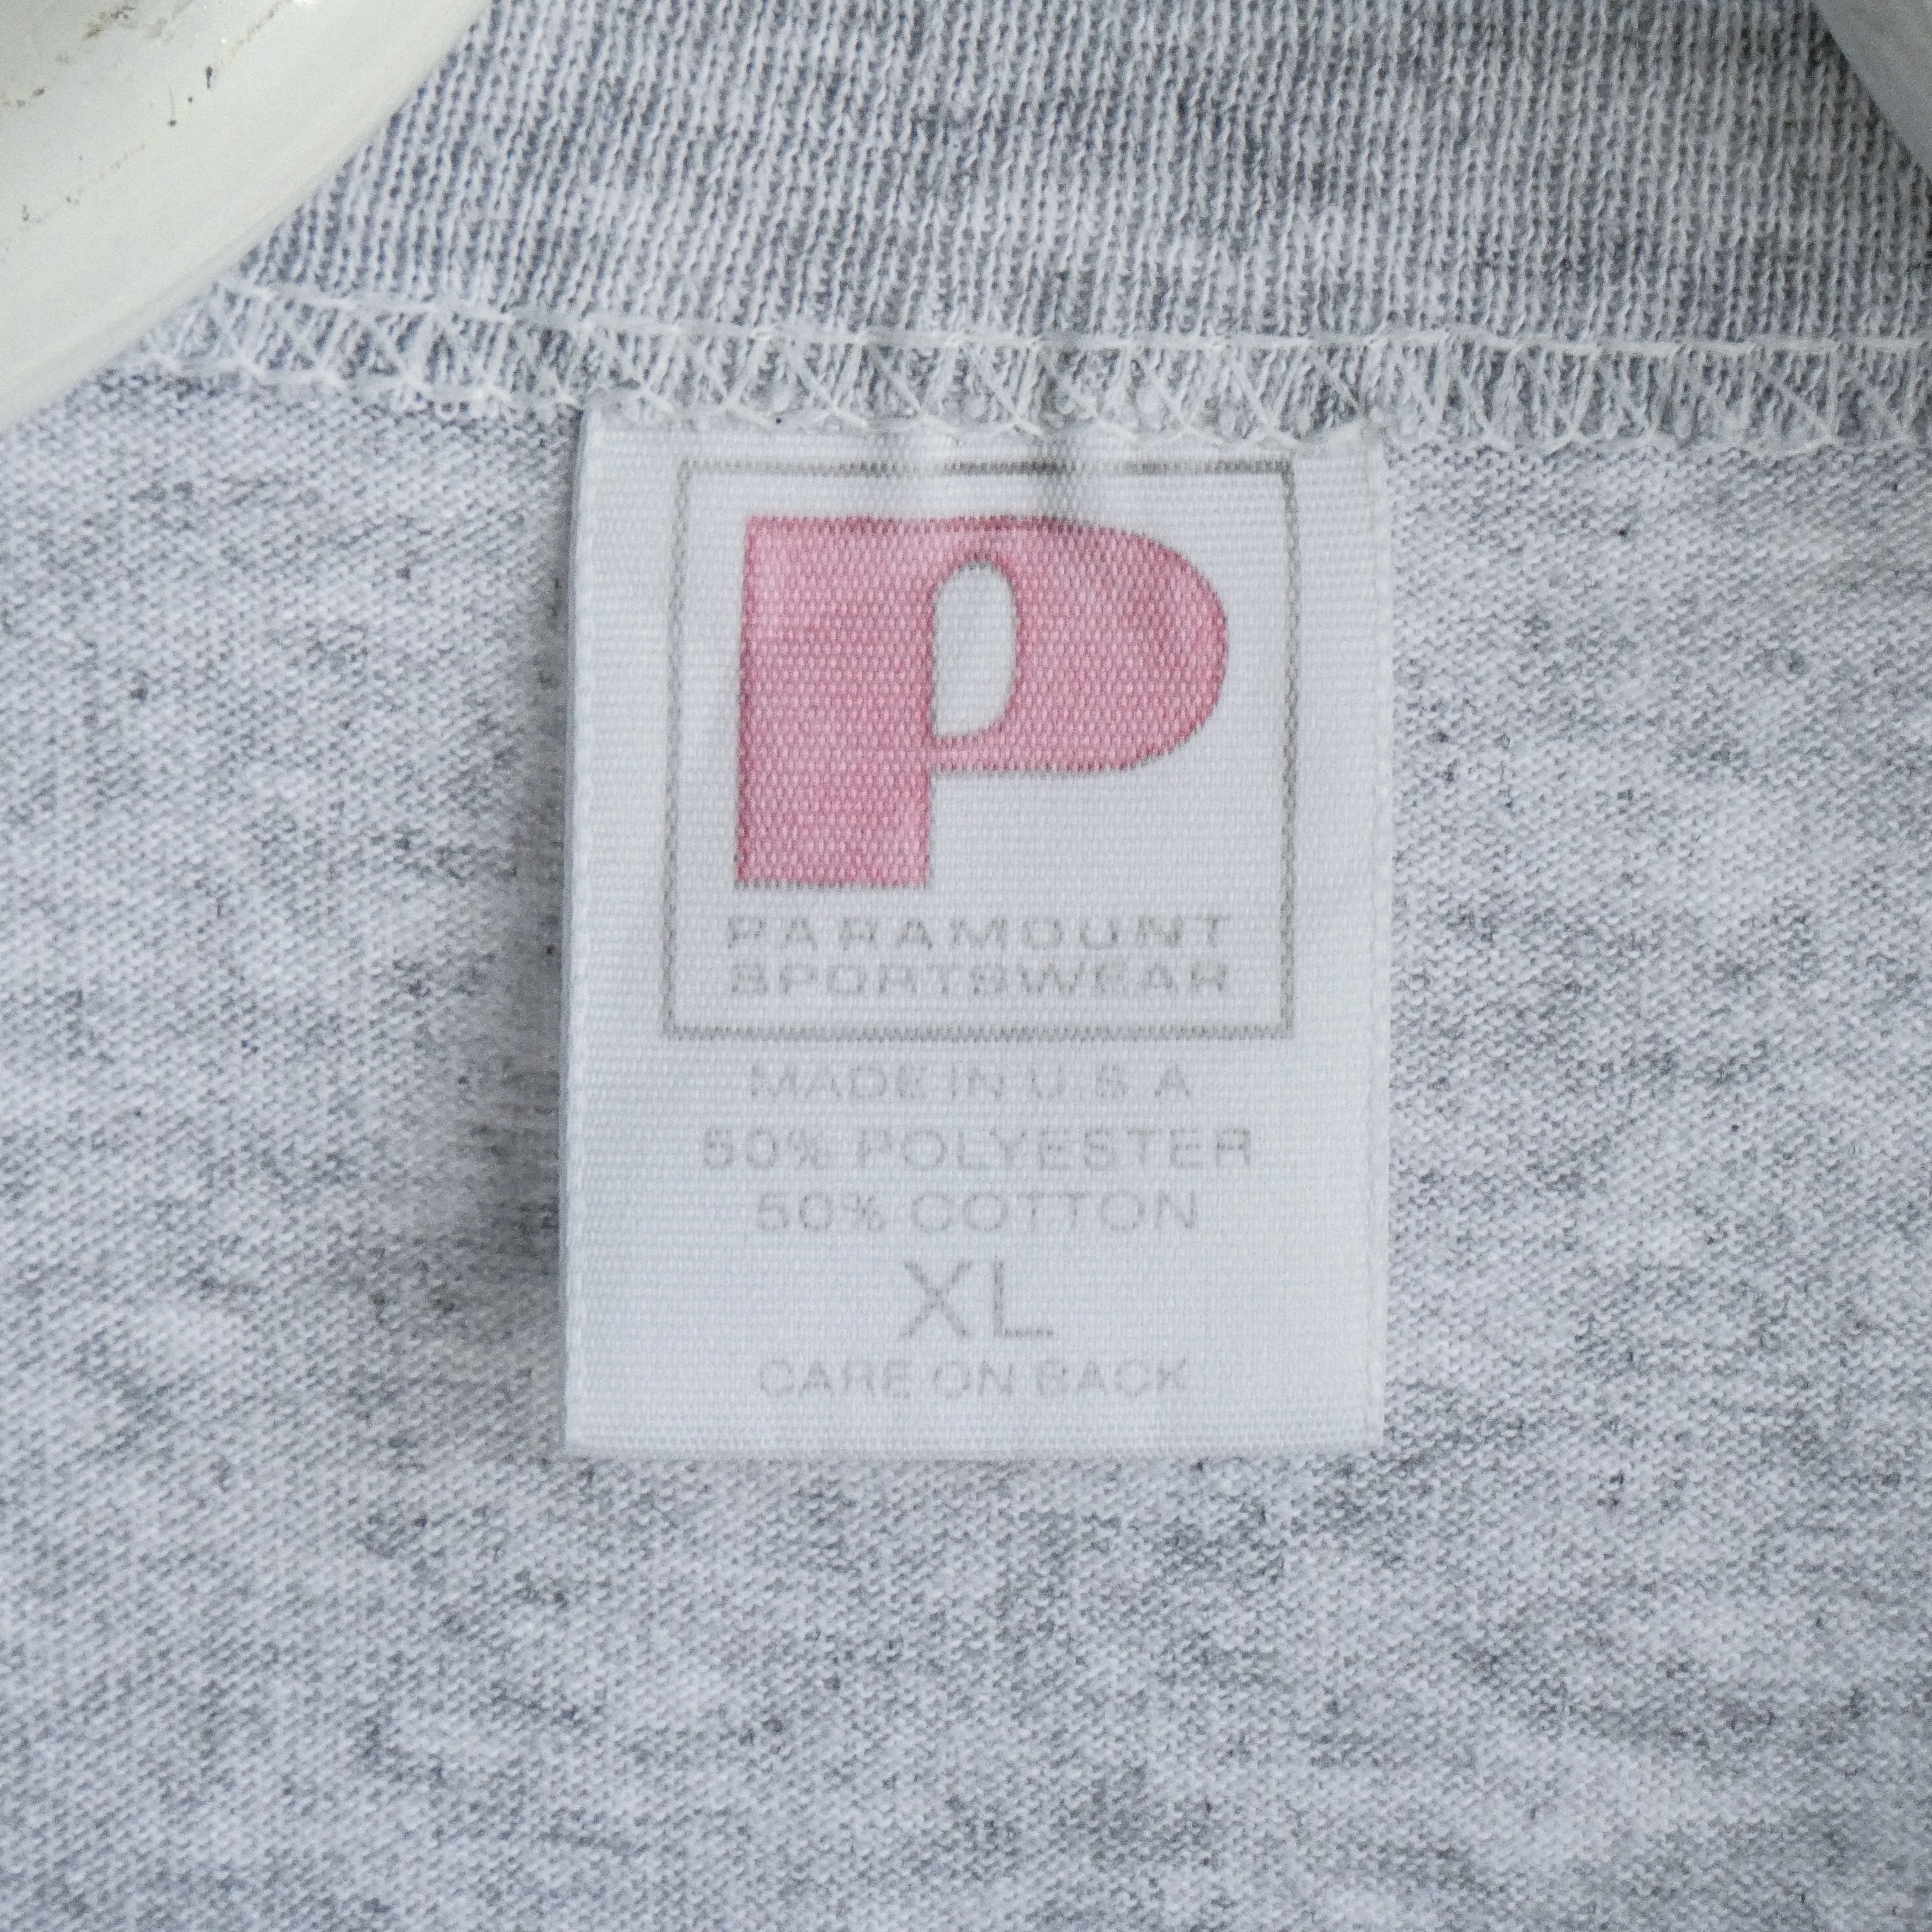 P
PARAMOUNT
SPORTSWEAR
MADE IN U S A
50% POLYESTER
50% COTTON
XL
CARE ON BACK